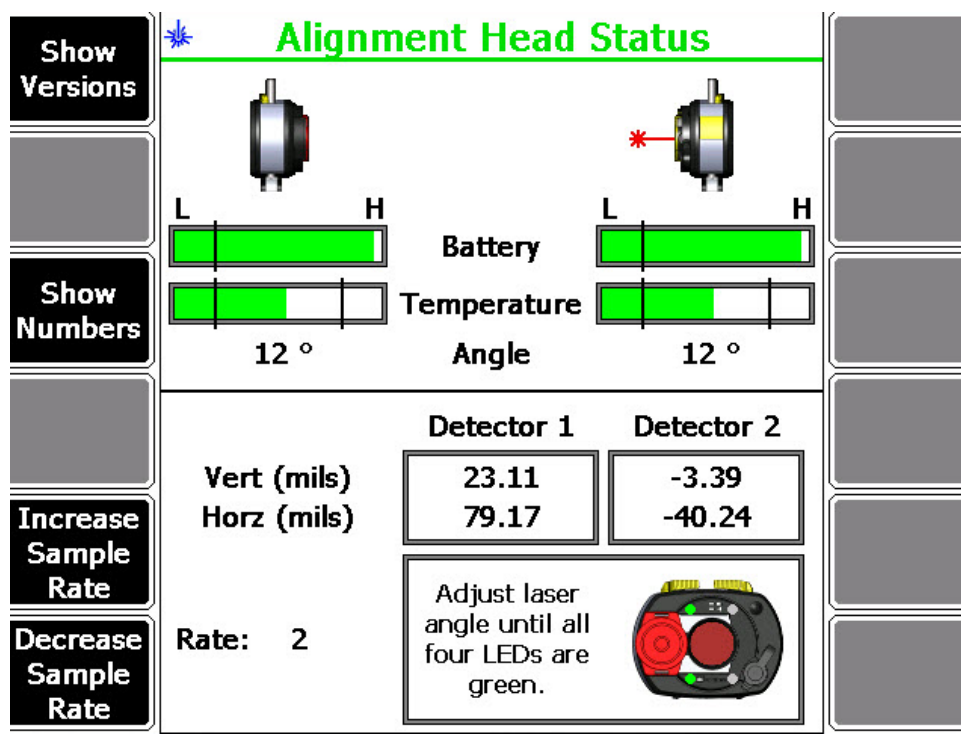 Show
Versions
Alignment Head Status
L H L H
Battery
Show
Numbers
Temperature
12 º Angle 12 º
Detector 1 Detector 2
Vert (mils) 23.11 -3.39
Horz (mils) 79.17 -40.24
Increase
Sample
Rate
Decrease
Sample
Rate
Rate: 2
Adjust laser
angle until all
four LEDs are
green.